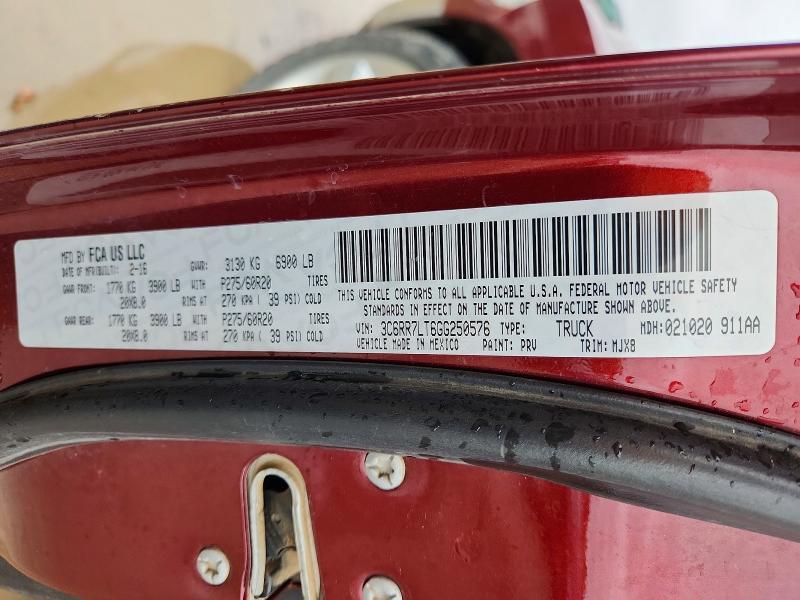 MFD BY FCA US LLC
DATE OF MFR(BUILT): 2-16
GVWR: 3130 KG 6900 LB
GAWR FRONT: 1770 KG 3900 LB WITH P275/60R20 TIRES
20X8.0 RIMS AT 270 KPA ( 39 PSI) COLD
GAWR REAR: 1770 KG 3900 LB WITH P275/60R20 TIRES
20X8.0 RIMS AT 270 KPA ( 39 PSI) COLD
THIS VEHICLE CONFORMS TO ALL APPLICABLE U.S.A. FEDERAL MOTOR VEHICLE SAFETY
STANDARDS IN EFFECT ON THE DATE OF MANUFACTURE SHOWN ABOVE.
VIN: 3C6RR7LT6GG250576 TYPE: TRUCK MDH:021020 911AA
VEHICLE MADE IN MEXICO PAINT: PRV TRIM: MJX8